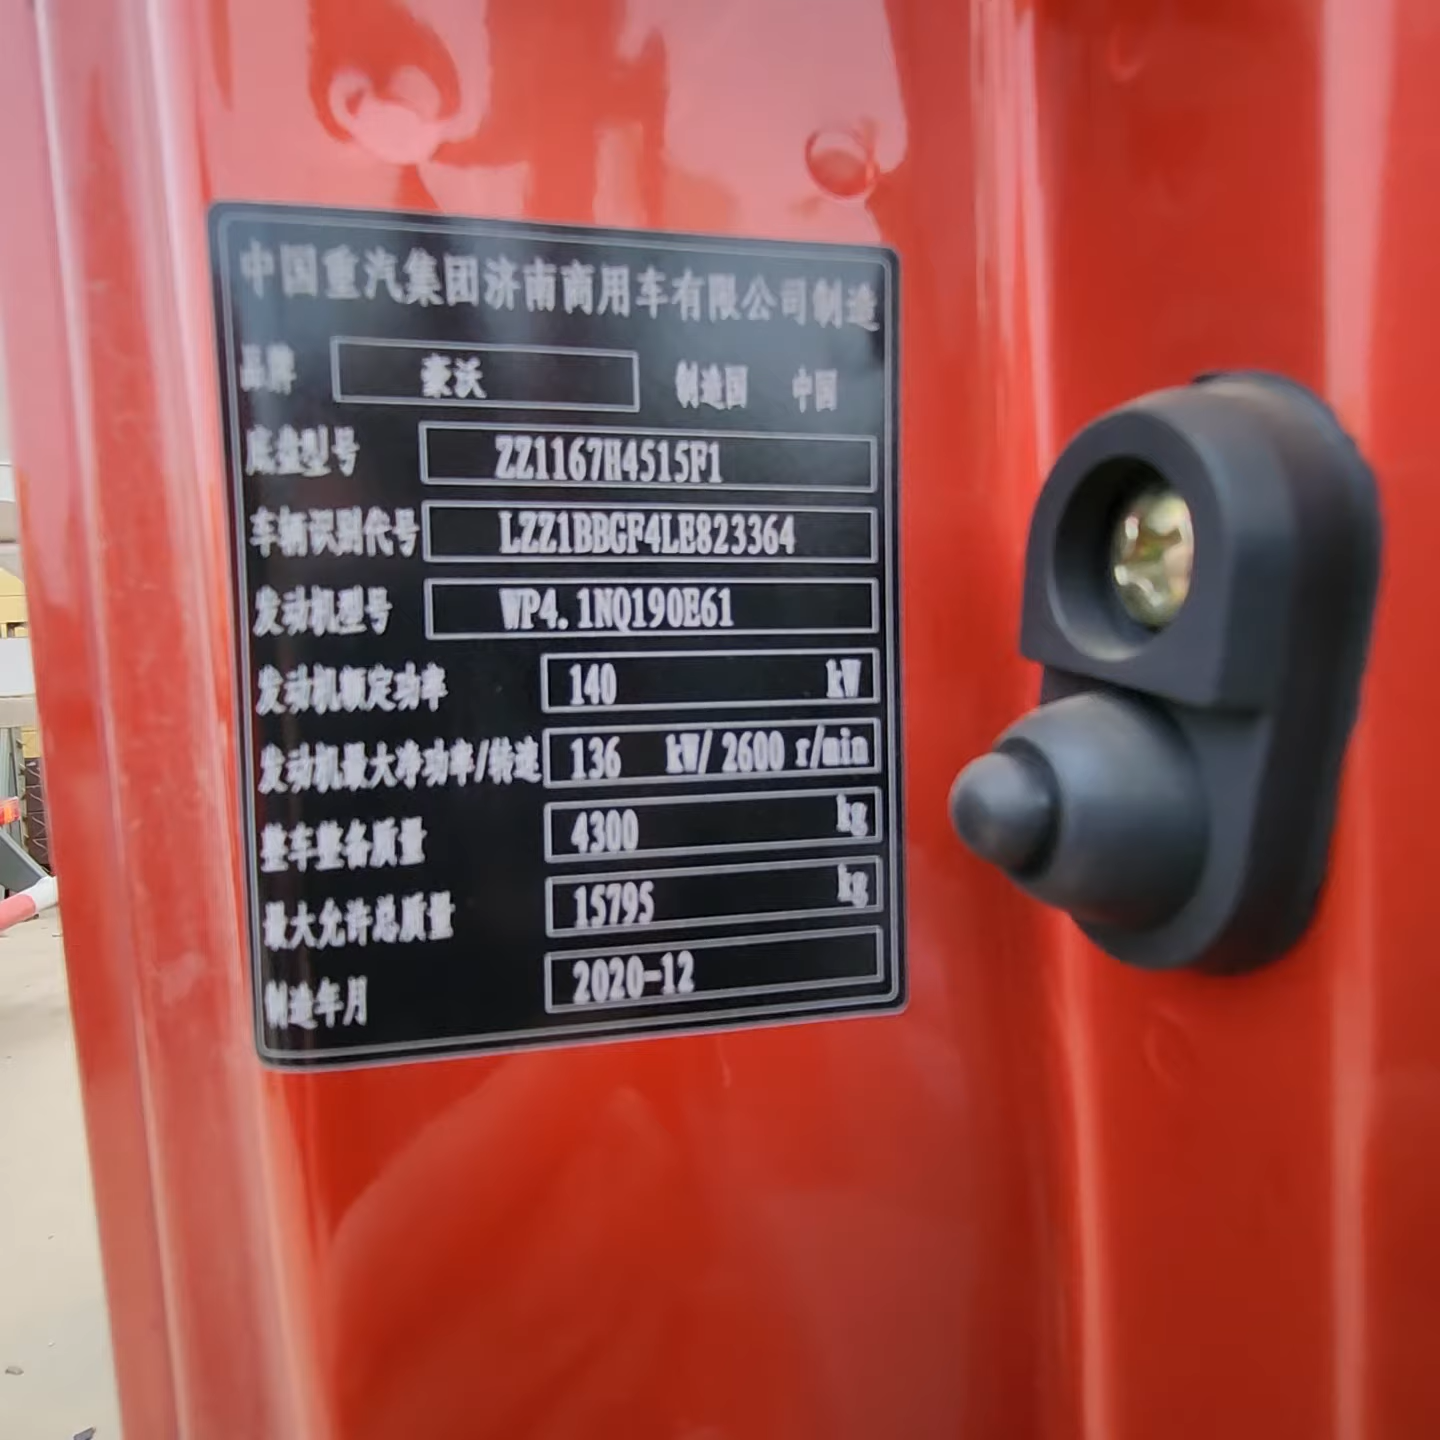 中国重汽集团济南商用车有限公司制造
品牌 豪沃 制造国 中国
底盘型号 ZZ1167H4515F1
车辆识别代号 LZZ1BBGF4LE823364
发动机型号 WP4.1NQ190E61
发动机额定功率 140 kW
发动机最大净功率/转速 136 kW/ 2600 r/min
整车整备质量 4300 kg
最大允许总质量 15795 kg
制造年月 2020-12